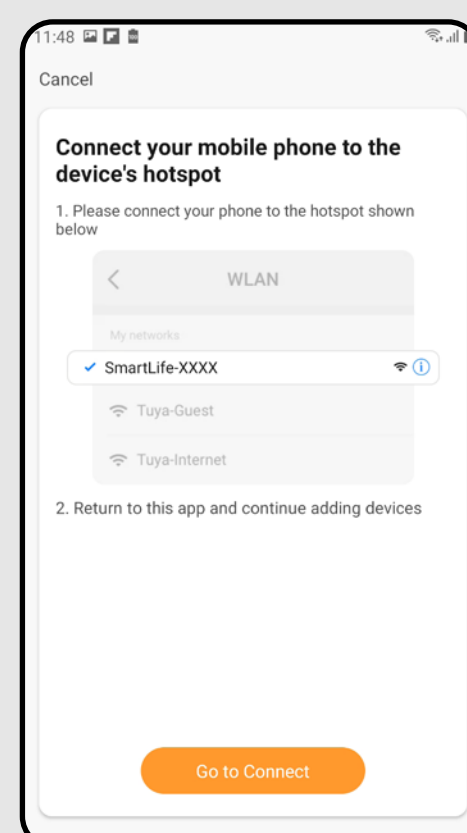 11:48
Cancel
Connect your mobile phone to the
device's hotspot
1. Please connect your phone to the hotspot shown
below
WLAN
My networks
SmartLife-XXXX
Tuya-Guest
Tuya-Internet
2. Return to this app and continue adding devices
Go to Connect